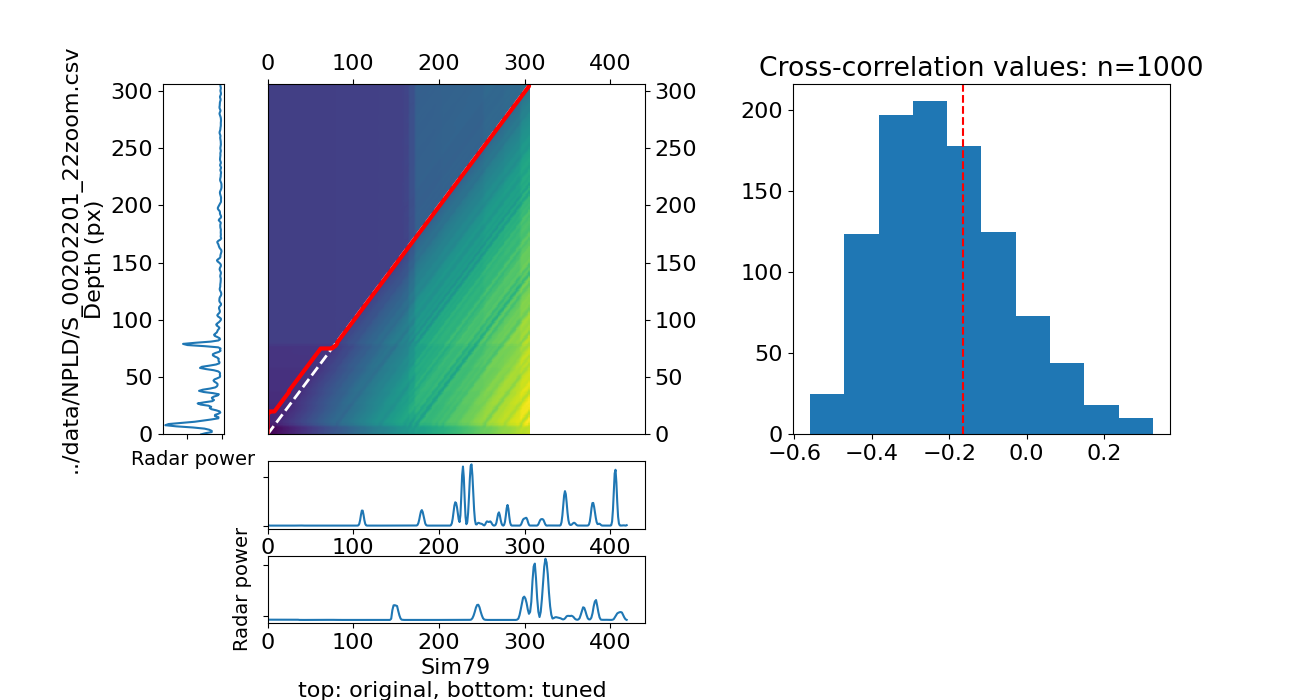 Cross-correlation values: n=1000
0 100 200 300 400
../data/NPLD/S_00202201_22zoom.csv
Depth (px)
300
250
200
150
100
50
0
300
250
200
150
100
50
0
200
150
100
50
0
−0.6 −0.4 −0.2 0.0 0.2
Radar power
0 100 200 300 400
Radar power
0 100 200 300 400
Sim79
top: original, bottom: tuned